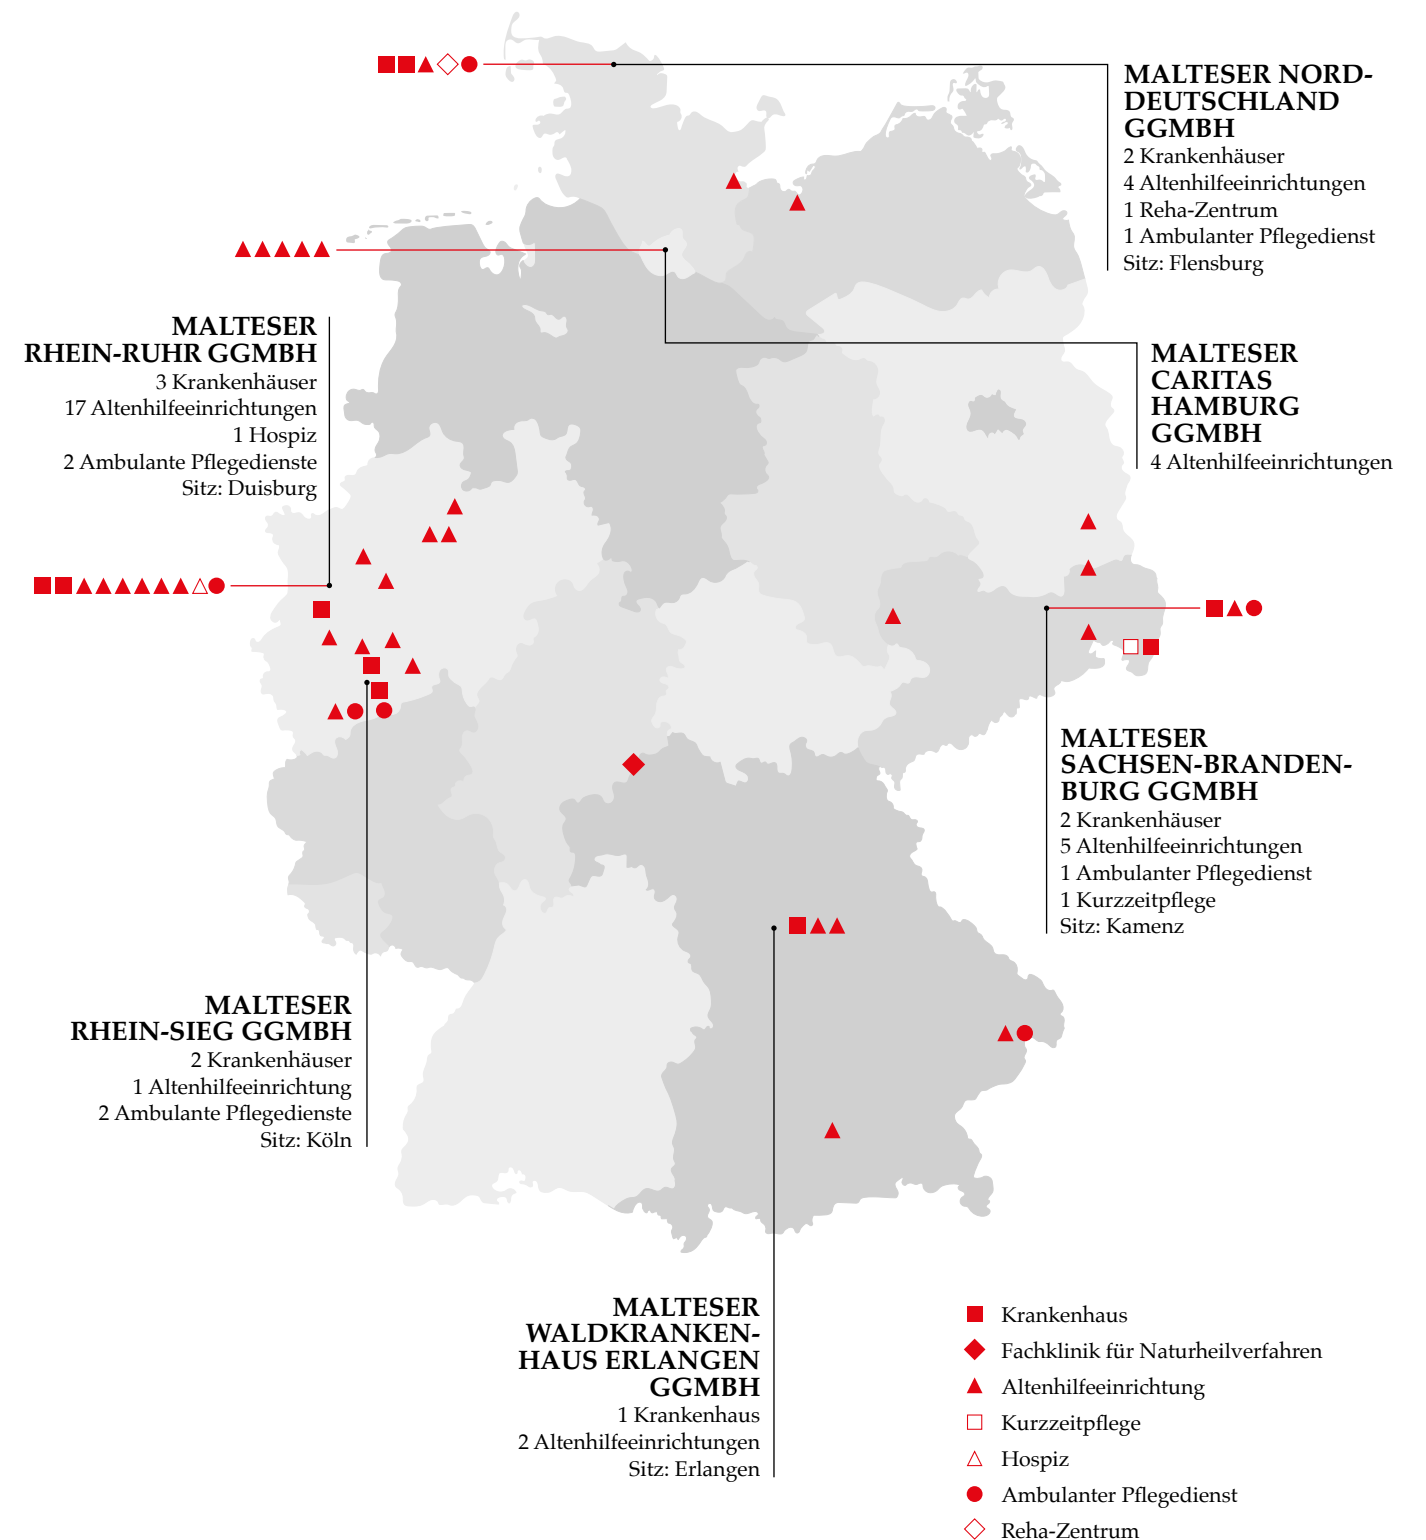 MALTESER NORD-
DEUTSCHLAND
GGMBH
2 Krankenhäuser
4 Altenhilfeeinrichtungen
1 Reha-Zentrum
1 Ambulanter Pflegedienst
Sitz: Flensburg
MALTESER
RHEIN-RUHR GGMBH
3 Krankenhäuser
17 Altenhilfeeinrichtungen
1 Hospiz
2 Ambulante Pflegedienste
Sitz: Duisburg
MALTESER
CARITAS
HAMBURG
GGMBH
4 Altenhilfeeinrichtungen
MALTESER
SACHSEN-BRANDEN-
BURG GGMBH
2 Krankenhäuser
5 Altenhilfeeinrichtungen
1 Ambulanter Pflegedienst
1 Kurzzeitpflege
Sitz: Kamenz
MALTESER
RHEIN-SIEG GGMBH
2 Krankenhäuser
1 Altenhilfeeinrichtung
2 Ambulante Pflegedienste
Sitz: Köln
MALTESER
WALDKRANKEN-
HAUS ERLANGEN
GGMBH
1 Krankenhaus
2 Altenhilfeeinrichtungen
Sitz: Erlangen
Krankenhaus
Fachklinik für Naturheilverfahren
Altenhilfeeinrichtung
Kurzzeitpflege
Hospiz
Ambulanter Pflegedienst
Reha-Zentrum